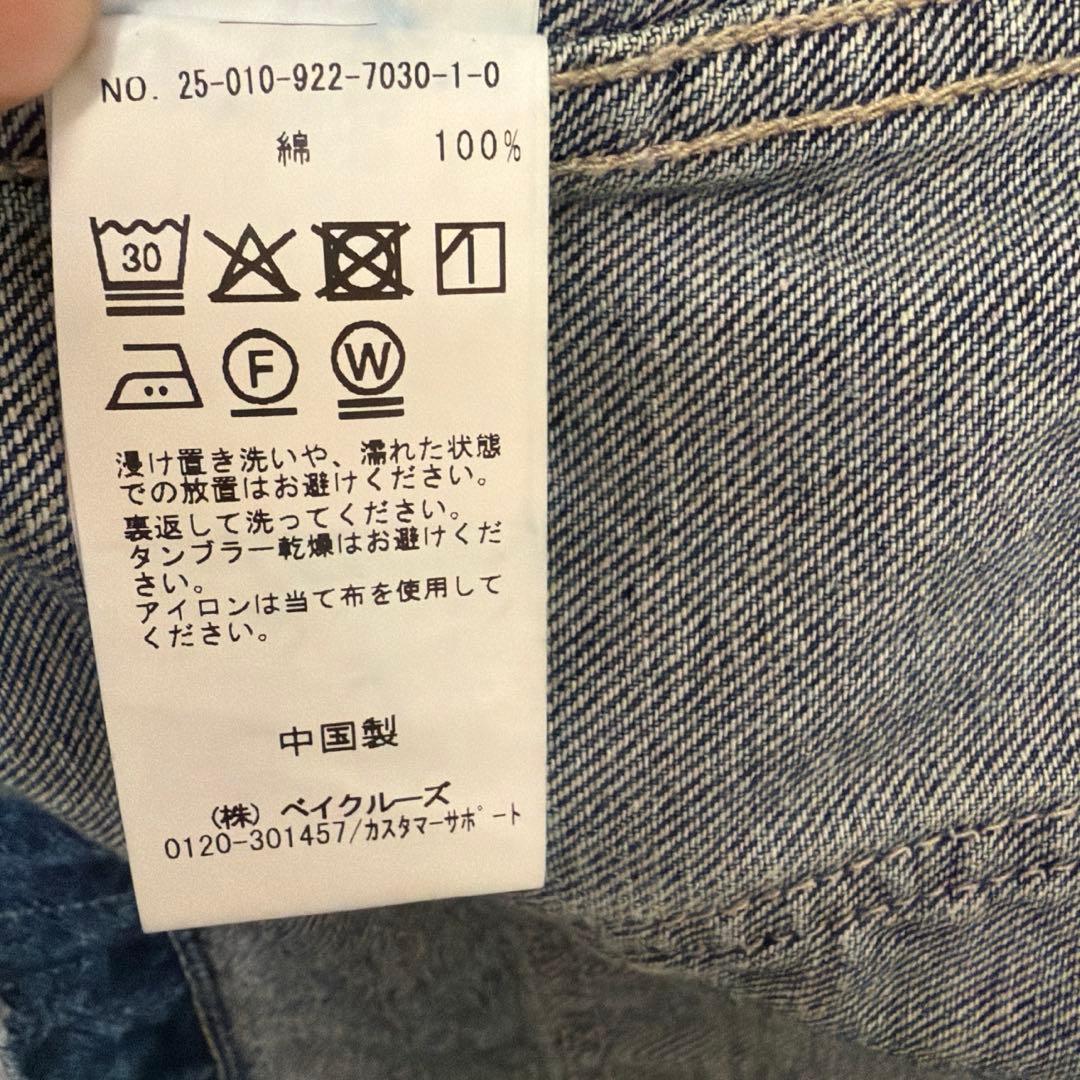 NO. 25-010-922-7030-1-0
綿 100%
30
F W
浸け置き洗いや、濡れた状態
での放置はお避けください。
裏返して洗ってください。
タンブラー乾燥はお避けくだ
さい。
アイロンは当て布を使用して
ください。
中国製
(株) ベイクルーズ
0120-301457/カスタマーサポート